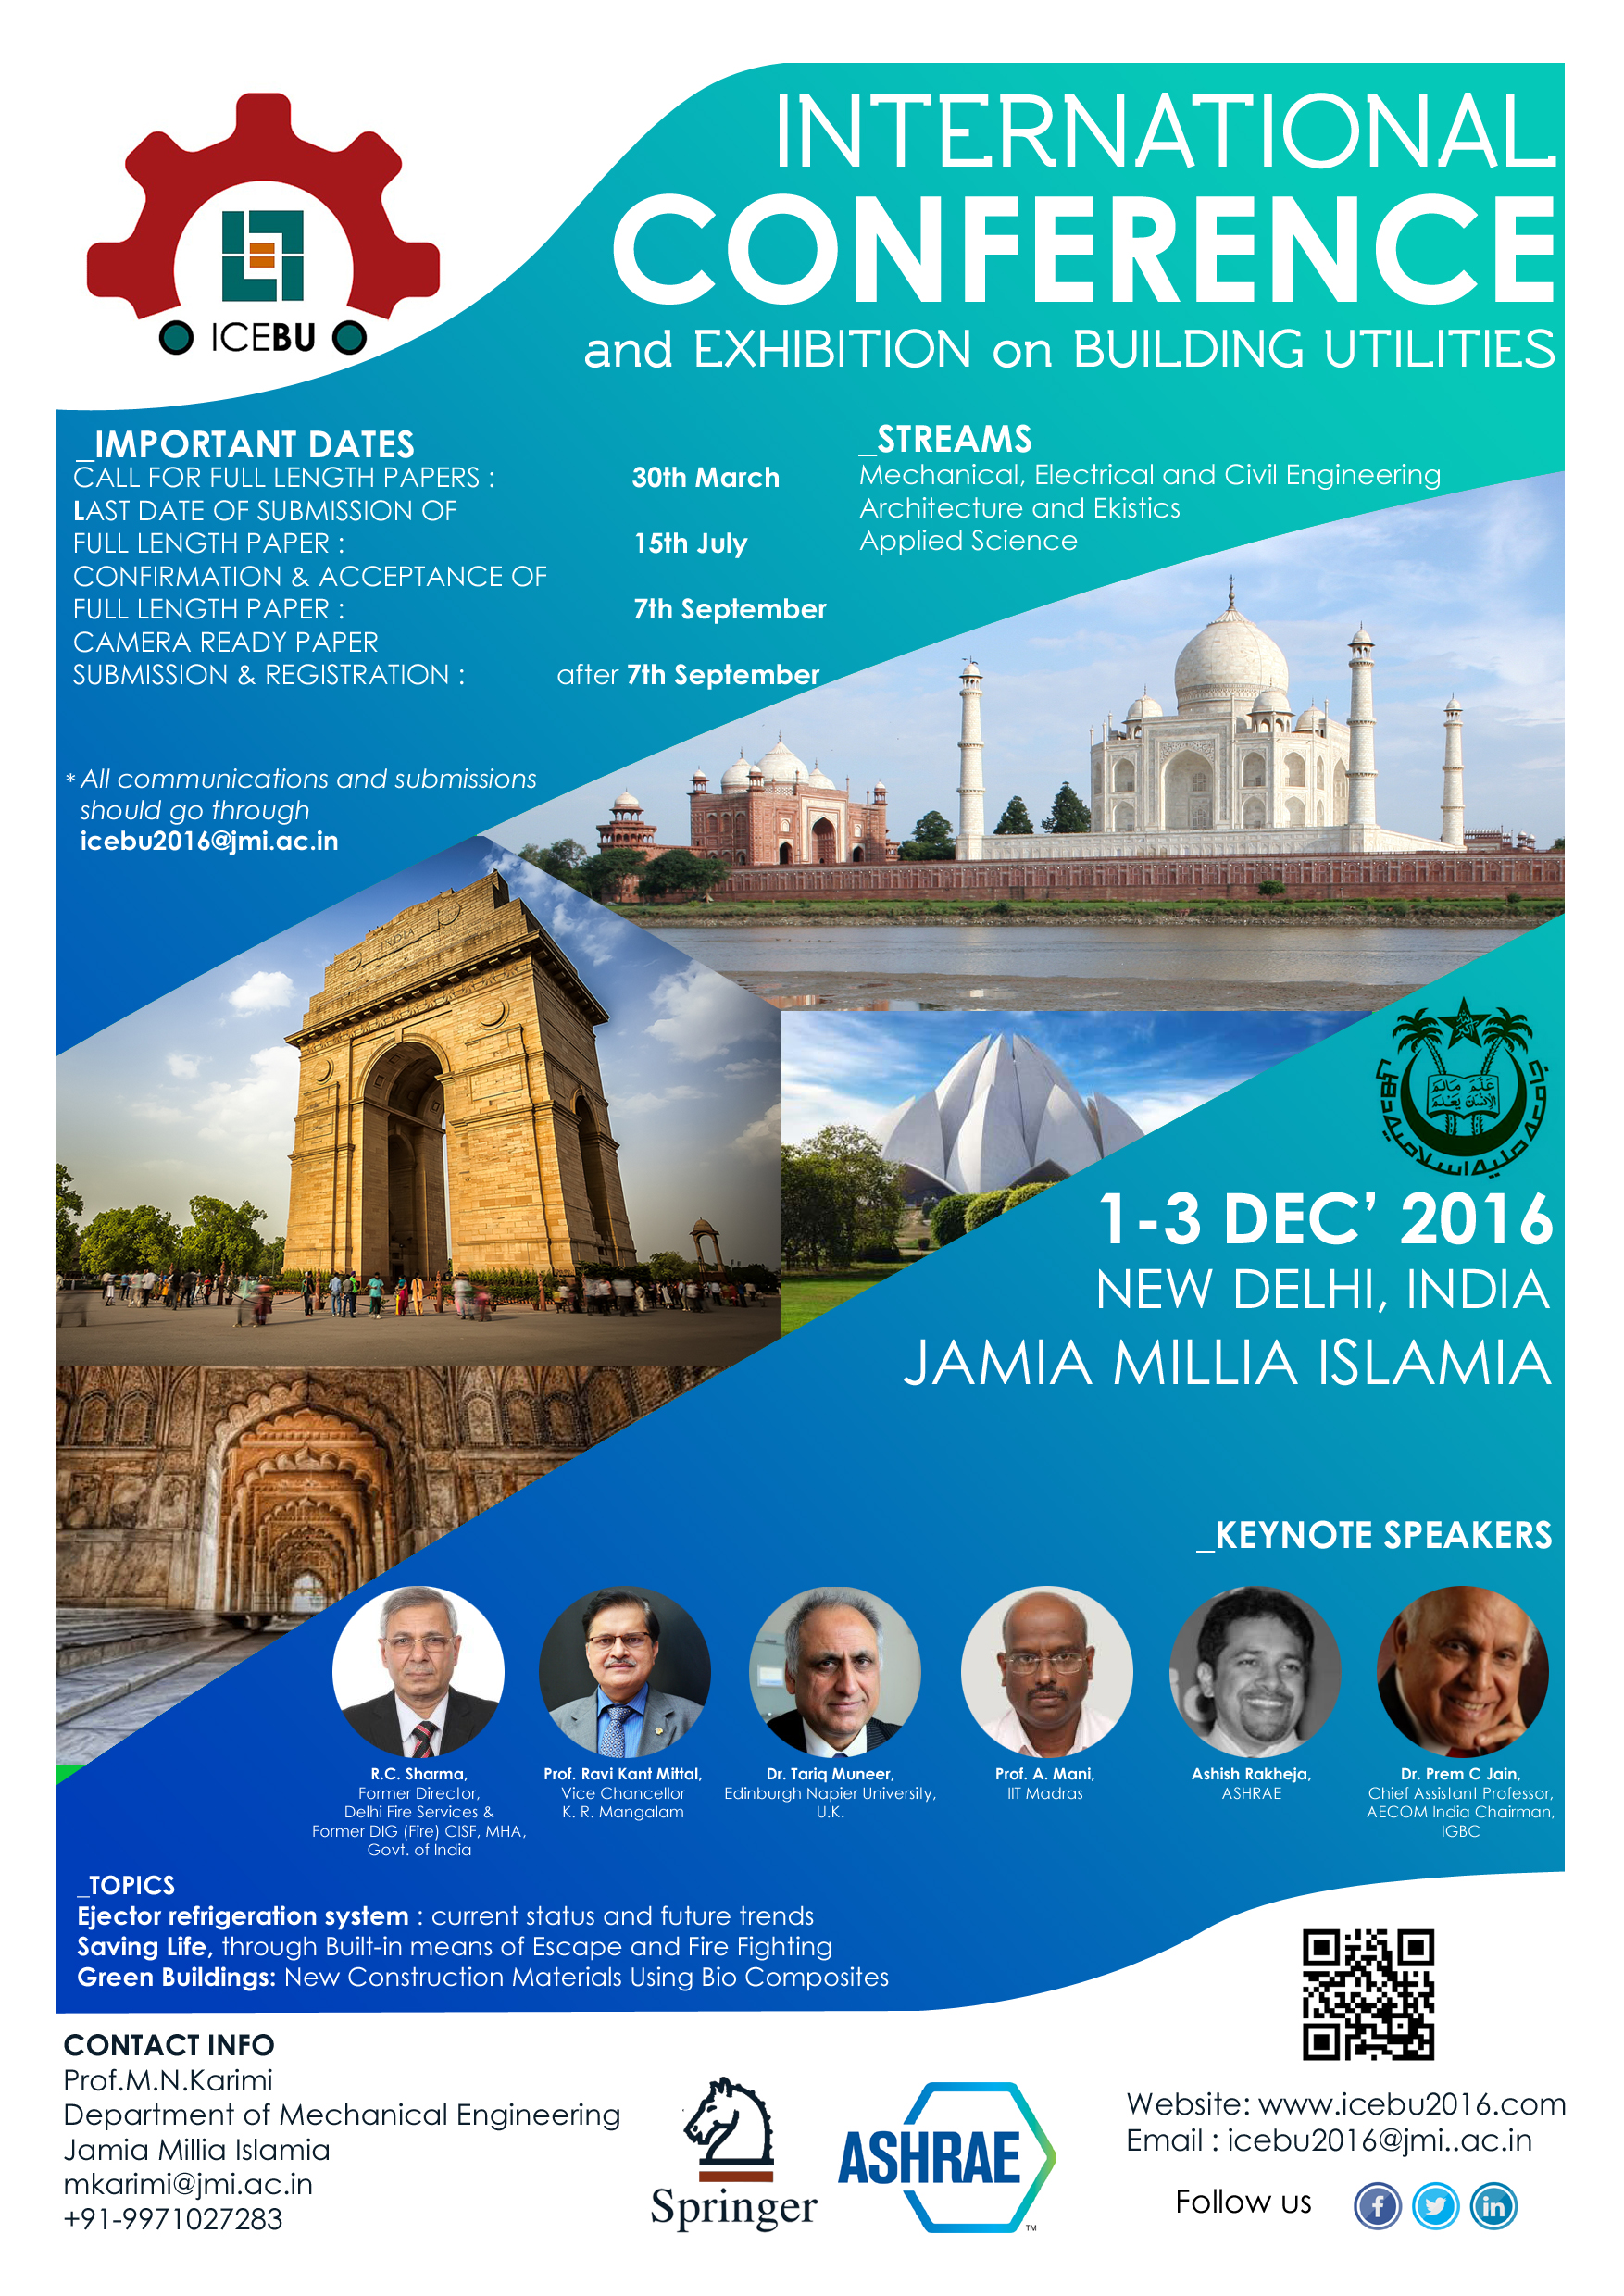 INTERNATIONAL
CONFERENCE
and EXHIBITION on BUILDING UTILITIES
ICEBU
_IMPORTANT DATES
CALL FOR FULL LENGTH PAPERS : 30th March
LAST DATE OF SUBMISSION OF
FULL LENGTH PAPER : 15th July
CONFIRMATION & ACCEPTANCE OF
FULL LENGTH PAPER : 7th September
CAMERA READY PAPER
SUBMISSION & REGISTRATION : after 7th September
_STREAMS
Mechanical, Electrical and Civil Engineering
Architecture and Ekistics
Applied Science
* All communications and submissions
should go through
icebu2016@jmi.ac.in
INDIA
1-3 DEC’ 2016
NEW DELHI, INDIA
JAMIA MILLIA ISLAMIA
_KEYNOTE SPEAKERS
R.C. Sharma,
Former Director,
Delhi Fire Services &
Former DIG (Fire) CISF, MHA,
Govt. of India
Prof. Ravi Kant Mittal,
Vice Chancellor
K. R. Mangalam
Dr. Tariq Muneer,
Edinburgh Napier University,
U.K.
Prof. A. Mani,
IIT Madras
Ashish Rakheja,
ASHRAE
Dr. Prem C Jain,
Chief Assistant Professor,
AECOM India Chairman,
IGBC
_TOPICS
Ejector refrigeration system : current status and future trends
Saving Life, through Built-in means of Escape and Fire Fighting
Green Buildings: New Construction Materials Using Bio Composites
CONTACT INFO
Prof.M.N.Karimi
Department of Mechanical Engineering
Jamia Millia Islamia
mkarimi@jmi.ac.in
+91-9971027283
Springer
ASHRAE
TM
Website: www.icebu2016.com
Email : icebu2016@jmi..ac.in
Follow us